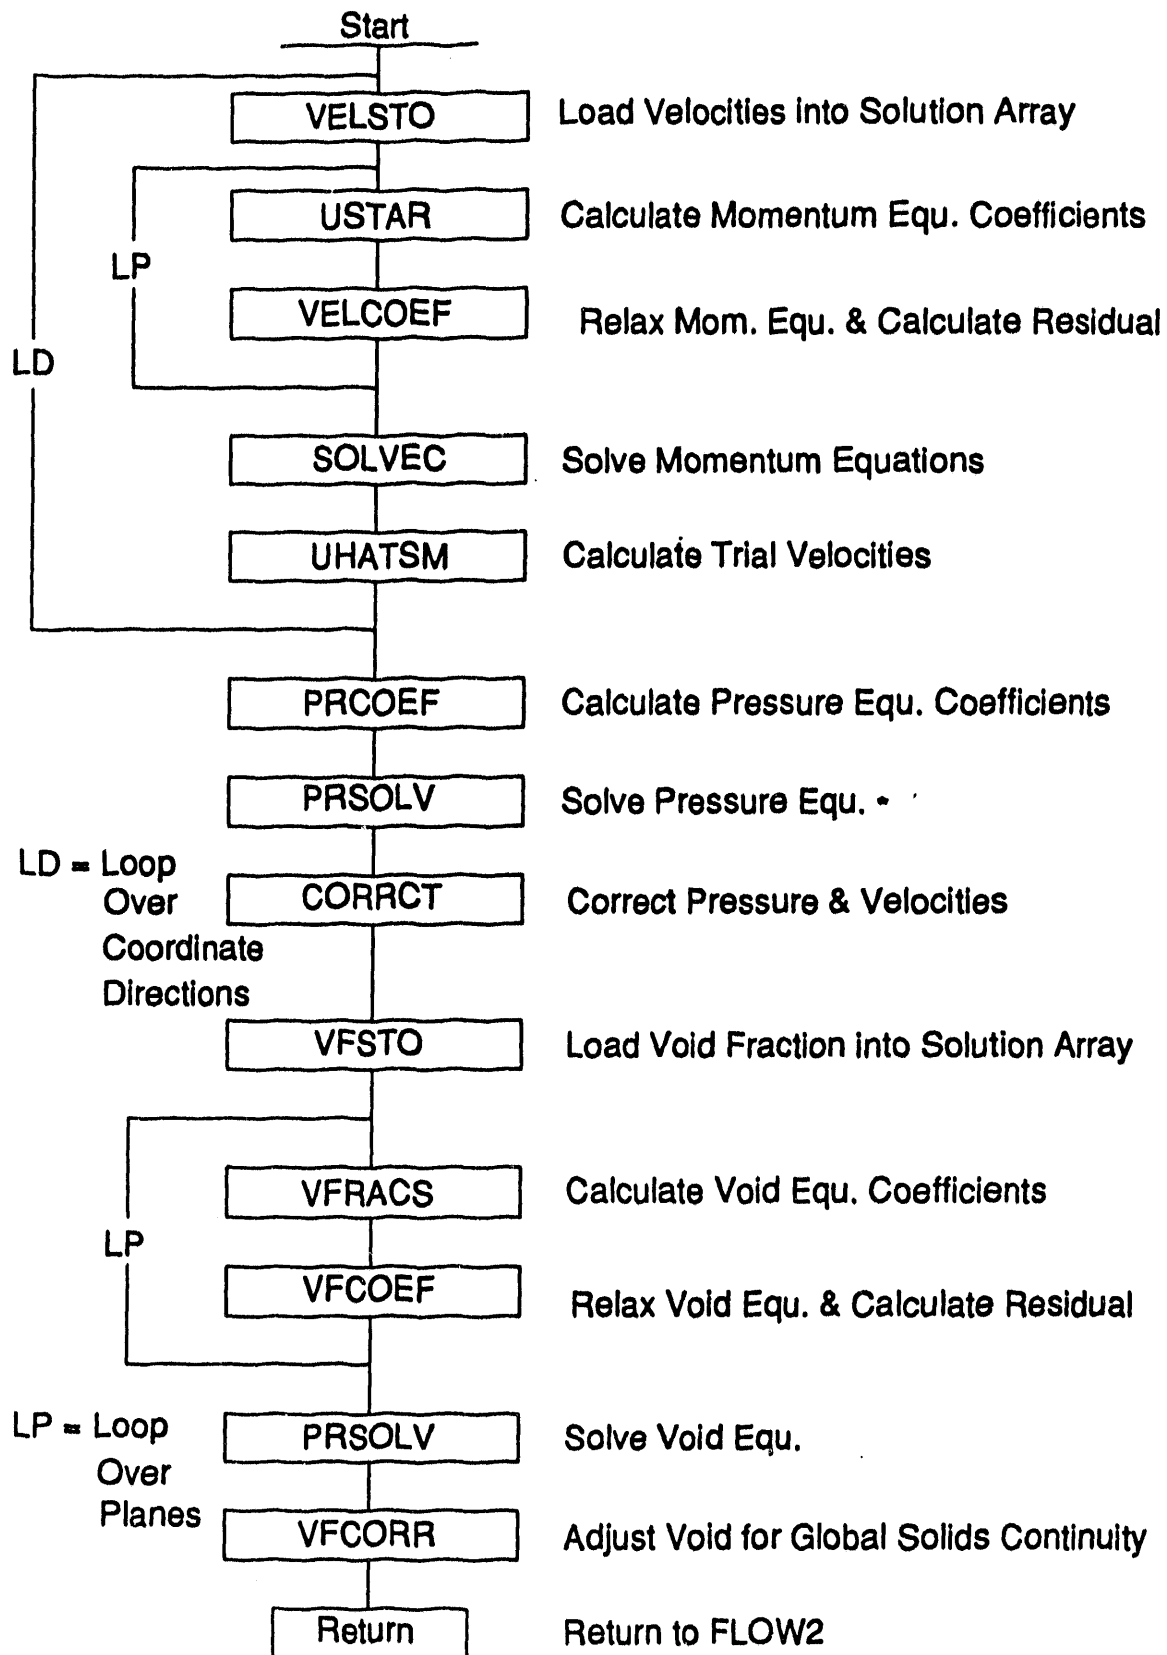 Start
VELSTO
Load Velocities into Solution Array
USTAR
Calculate Momentum Equ. Coefficients
LP
VELCOEF
Relax Mom. Equ. & Calculate Residual
LD
SOLVEC
Solve Momentum Equations
UHATSM
Calculate Trial Velocities
PRCOEF
Calculate Pressure Equ. Coefficients
PRSOLV
Solve Pressure Equ.
LD = Loop
Over
Coordinate
Directions
CORRCT
Correct Pressure & Velocities
VFSTO
Load Void Fraction into Solution Array
VFRACS
Calculate Void Equ. Coefficients
LP
VFCOEF
Relax Void Equ. & Calculate Residual
LP = Loop
Over
Planes
PRSOLV
Solve Void Equ.
VFCORR
Adjust Void for Global Solids Continuity
Return
Return to FLOW2